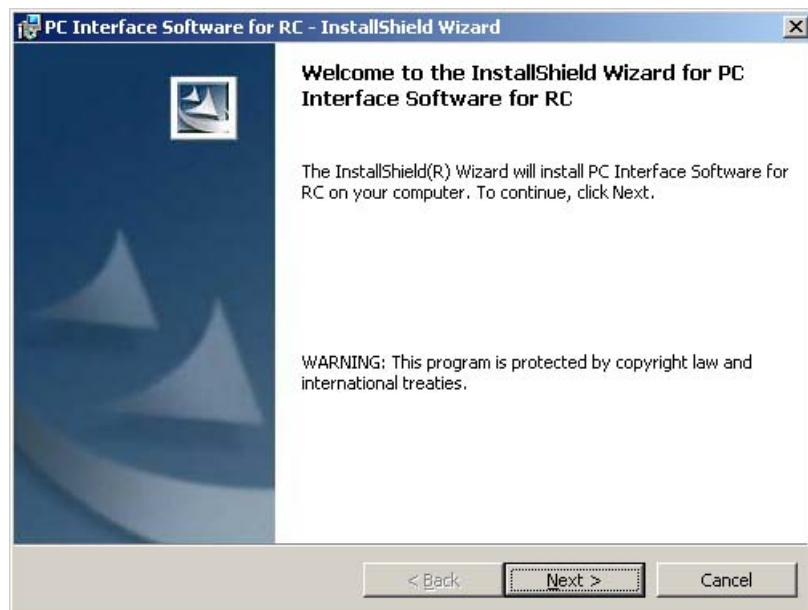 PC Interface Software for RC - InstallShield Wizard
Welcome to the InstallShield Wizard for PC
Interface Software for RC
The InstallShield(R) Wizard will install PC Interface Software for
RC on your computer. To continue, click Next.
WARNING: This program is protected by copyright law and
international treaties.
< Back
Next >
Cancel